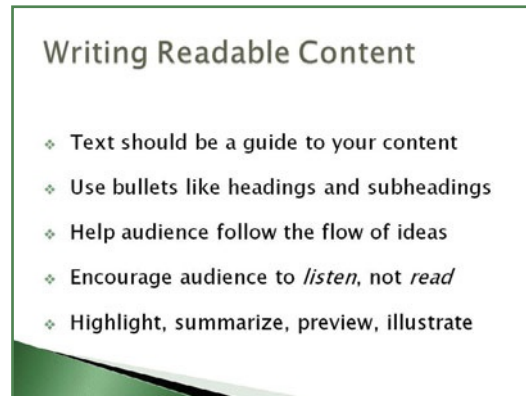 Writing Readable Content
Text should be a guide to your content
Use bullets like headings and subheadings
Help audience follow the flow of ideas
Encourage audience to listen, not read
Highlight, summarize, preview, illustrate